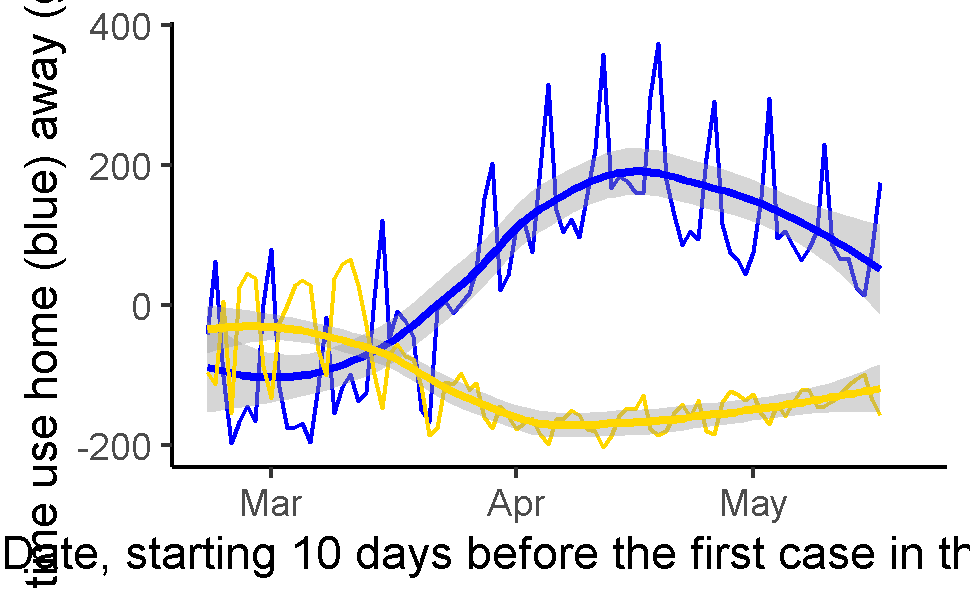 400
200
0
-200
time use home (blue) away (
Mar Apr May
Date, starting 10 days before the first case in th